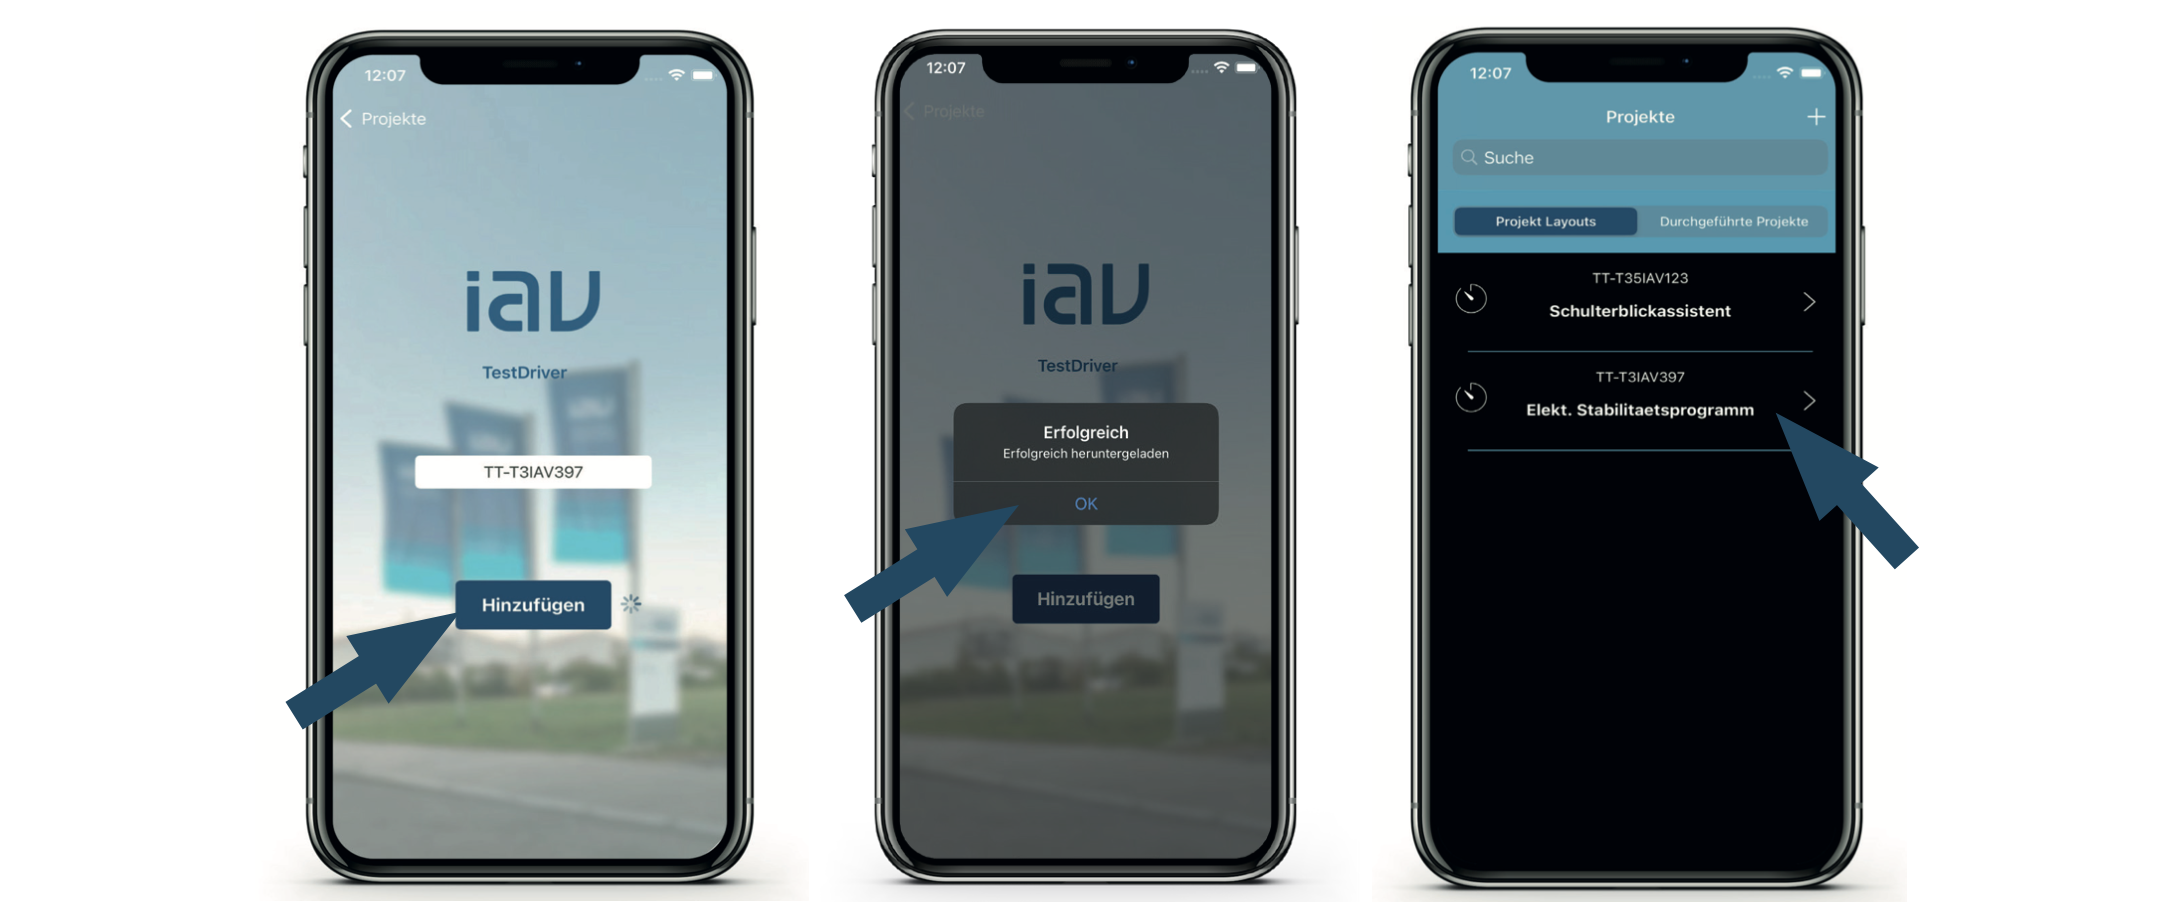 12:07
Projekte
iav
TestDriver
TT-T3IAV397
Hinzufügen
12:07
Projekte
iav
TestDriver
Erfolgreich
Erfolgreich heruntergeladen
OK
Hinzufügen
12:07
Projekte
Suche
Projekt Layouts
Durchgeführte Projekte
TT-T35IAV123
Schulterblickassistent
TT-T3IAV397
Elekt. Stabilitaetsprogramm